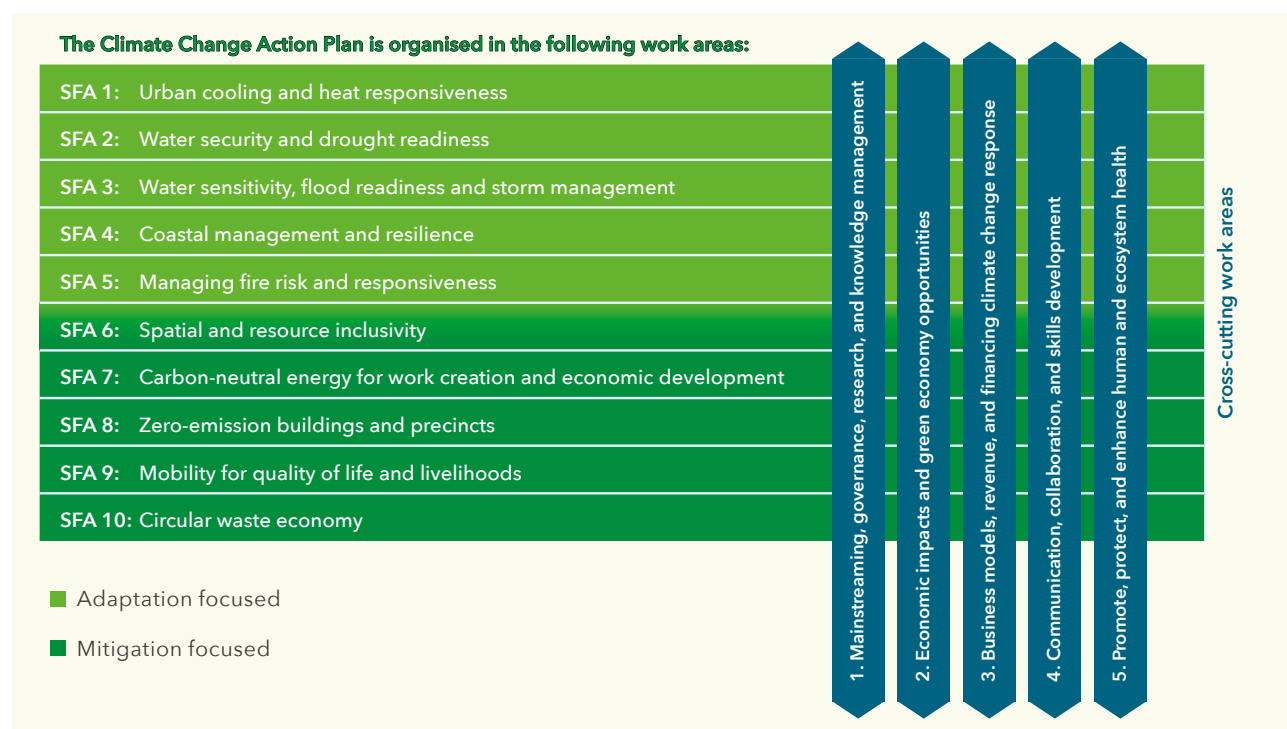 The Climate Change Action Plan is organised in the following work areas:
SFA 1: Urban cooling and heat responsiveness
SFA 2: Water security and drought readiness
SFA 3: Water sensitivity, flood readiness and storm management
SFA 4: Coastal management and resilience
SFA 5: Managing fire risk and responsiveness
SFA 6: Spatial and resource inclusivity
SFA 7: Carbon-neutral energy for work creation and economic development
SFA 8: Zero-emission buildings and precincts
SFA 9: Mobility for quality of life and livelihoods
SFA 10: Circular waste economy
1. Mainstreaming, governance, research, and knowledge management
2. Economic impacts and green economy opportunities
3. Business models, revenue, and financing climate change response
4. Communication, collaboration, and skills development
5. Promote, protect, and enhance human and ecosystem health
Cross-cutting work areas
Adaptation focused
Mitigation focused